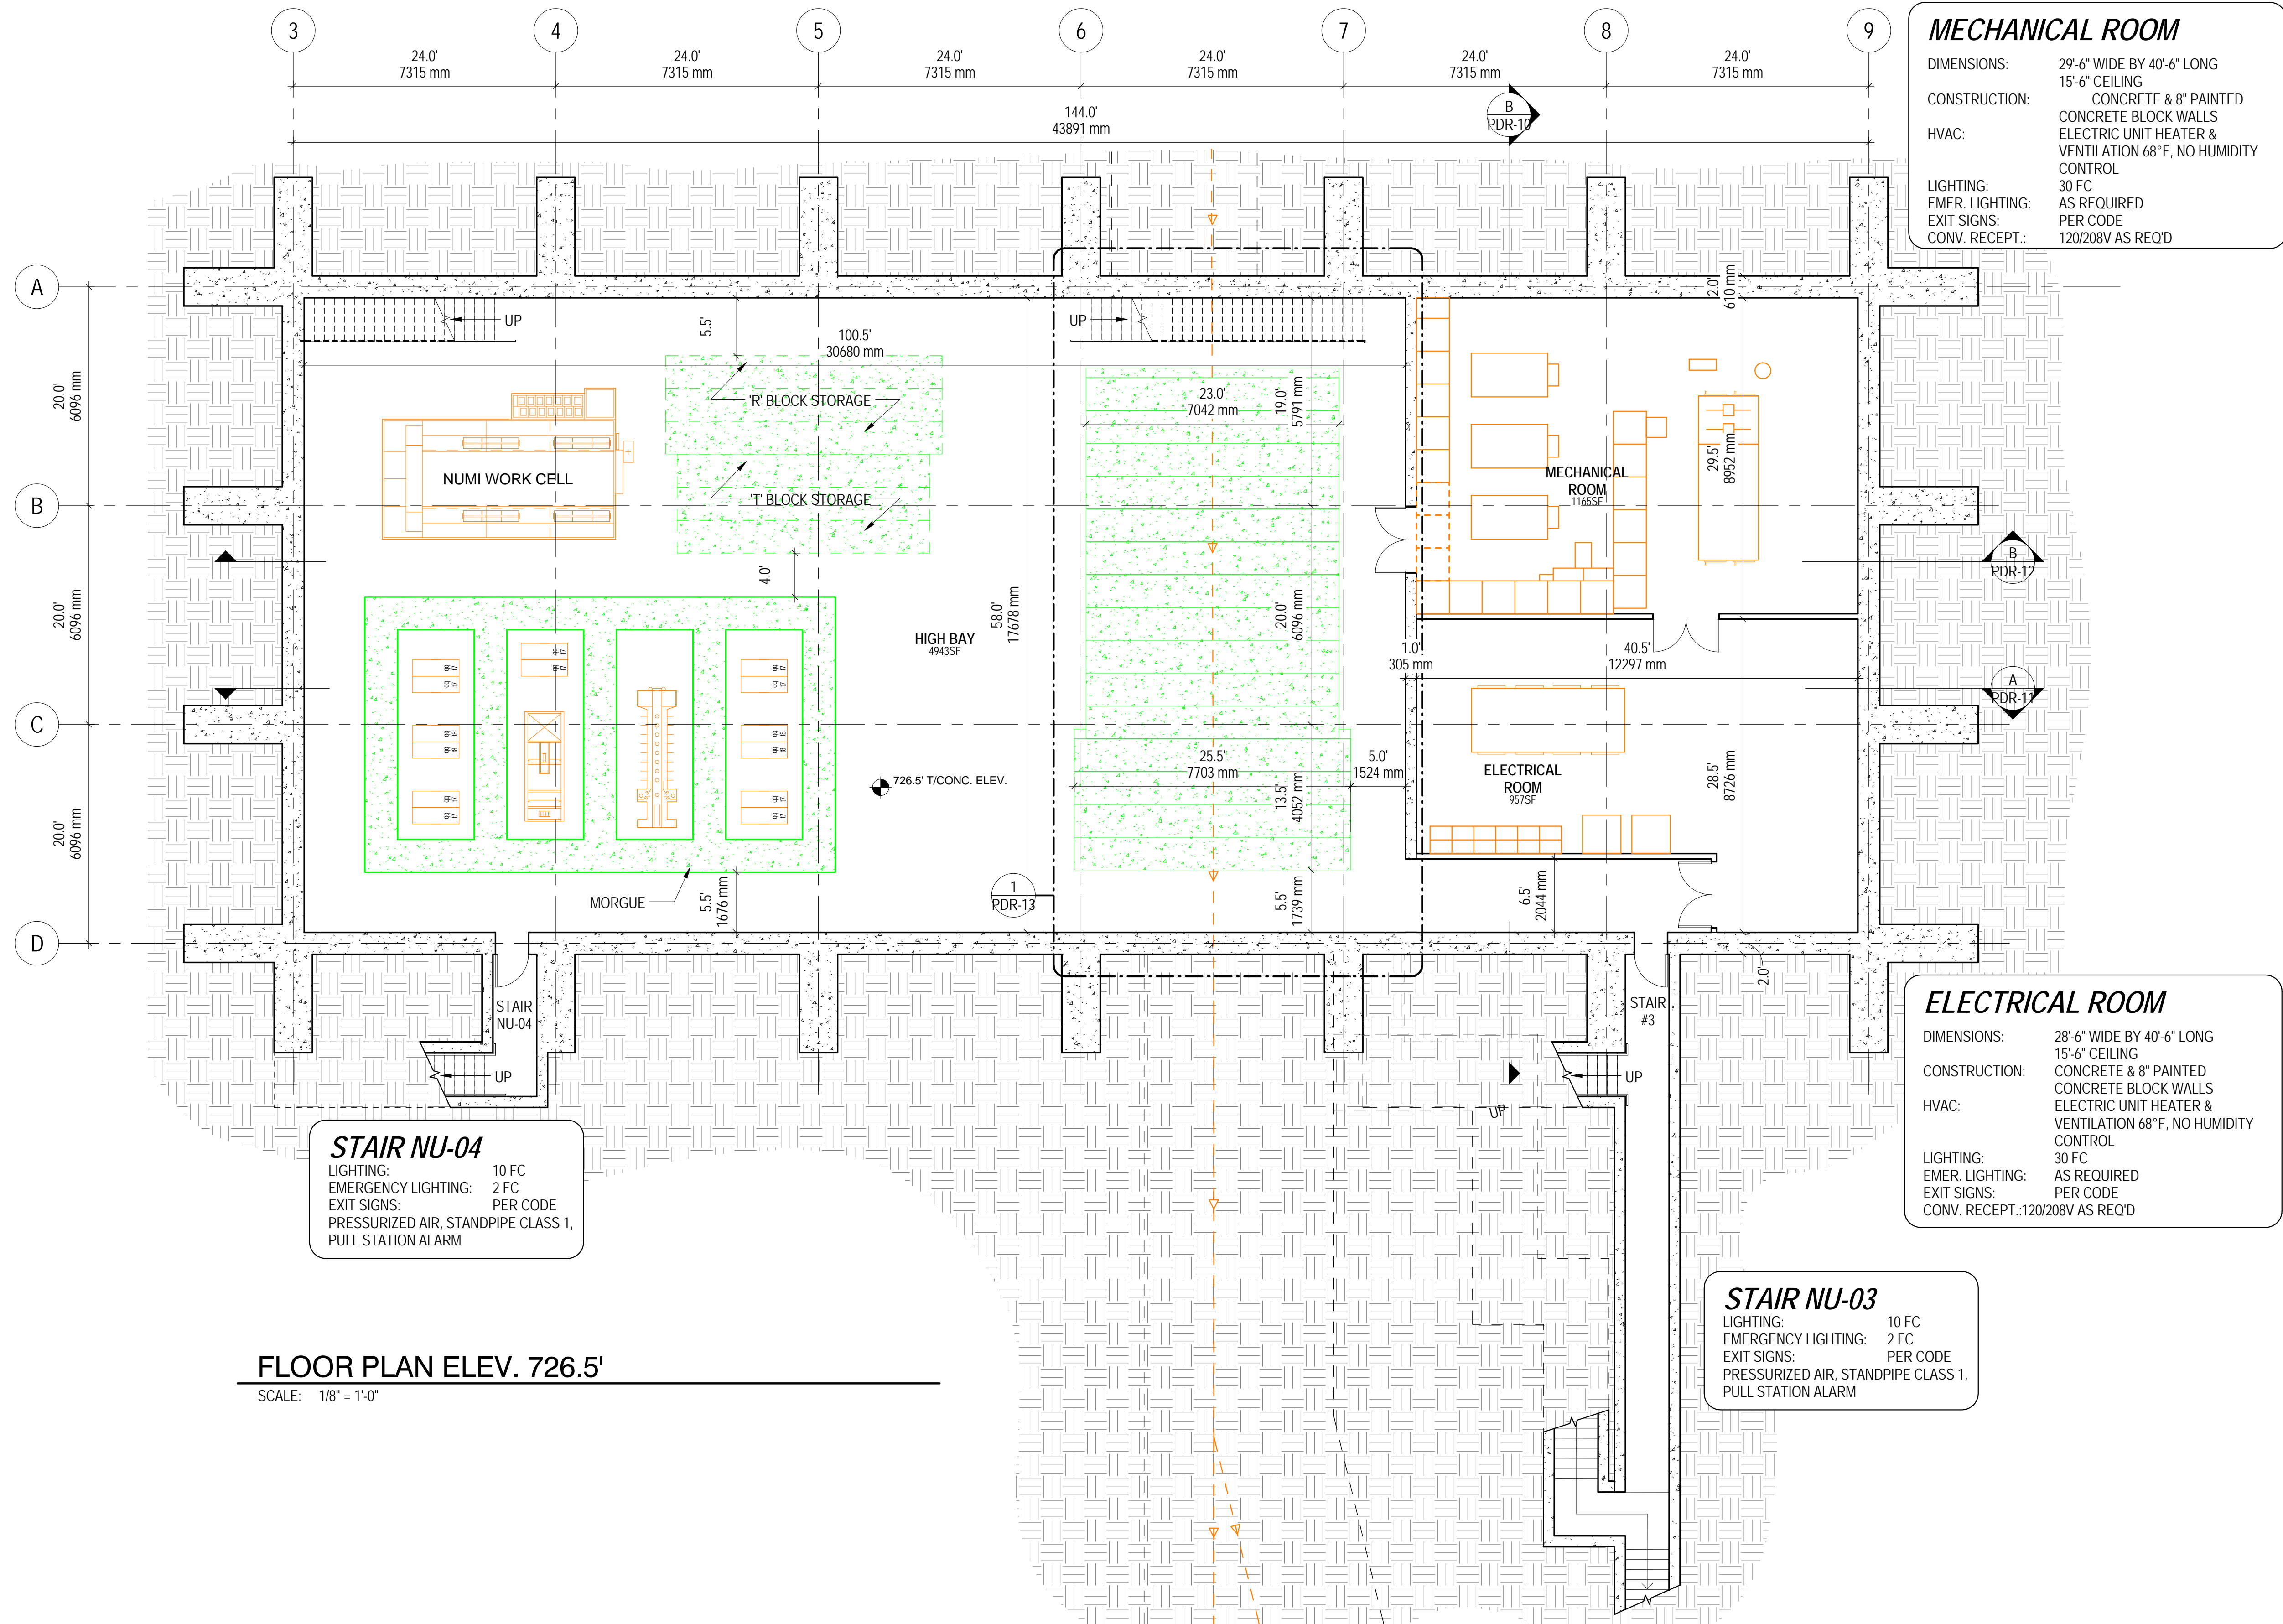 3 4 5 6 7 8 9
24.0' 24.0' 24.0' 24.0' 24.0' 24.0'
7315 mm 7315 mm 7315 mm 7315 mm 7315 mm 7315 mm
144.0'
43891 mm
B
PDR-10
MECHANICAL ROOM
DIMENSIONS: 29'-6" WIDE BY 40'-6" LONG
15'-6" CEILING
CONSTRUCTION: CONCRETE & 8" PAINTED
CONCRETE BLOCK WALLS
HVAC: ELECTRIC UNIT HEATER &
VENTILATION 68°F, NO HUMIDITY
CONTROL
LIGHTING: 30 FC
EMER. LIGHTING: AS REQUIRED
EXIT SIGNS: PER CODE
CONV. RECEPT.: 120/208V AS REQ'D
A
B
C
D
20.0'
6096 mm
20.0'
6096 mm
20.0'
6096 mm
UP
5.5'
100.5'
30680 mm
UP
2.0'
610 mm
'R' BLOCK STORAGE
23.0'
7042 mm
19.0'
5791 mm
NUMI WORK CELL
'T' BLOCK STORAGE
29.5'
8952 mm
MECHANICAL
ROOM
1165SF
4.0'
B
PDR-12
58.0'
17678 mm
HIGH BAY
4943SF
20.0'
6096 mm
1.0'
305 mm
40.5'
12297 mm
A
PDR-11
726.5' T/CONC. ELEV.
25.5'
7703 mm
5.0'
1524 mm
13.5'
4052 mm
ELECTRICAL
ROOM
957SF
28.5'
8726 mm
MORGUE
5.5'
1676 mm
1
PDR-13
5.5'
1739 mm
6.5'
2044 mm
2.0'
STAIR
NU-04
UP
STAIR
#3
UP
UP
ELECTRICAL ROOM
DIMENSIONS: 28'-6" WIDE BY 40'-6" LONG
15'-6" CEILING
CONSTRUCTION: CONCRETE & 8" PAINTED
CONCRETE BLOCK WALLS
HVAC: ELECTRIC UNIT HEATER &
VENTILATION 68°F, NO HUMIDITY
CONTROL
LIGHTING: 30 FC
EMER. LIGHTING: AS REQUIRED
EXIT SIGNS: PER CODE
CONV. RECEPT.:120/208V AS REQ'D
STAIR NU-04
LIGHTING: 10 FC
EMERGENCY LIGHTING: 2 FC
EXIT SIGNS: PER CODE
PRESSURIZED AIR, STANDPIPE CLASS 1,
PULL STATION ALARM
STAIR NU-03
LIGHTING: 10 FC
EMERGENCY LIGHTING: 2 FC
EXIT SIGNS: PER CODE
PRESSURIZED AIR, STANDPIPE CLASS 1,
PULL STATION ALARM
FLOOR PLAN ELEV. 726.5'
SCALE: 1/8" = 1'-0"